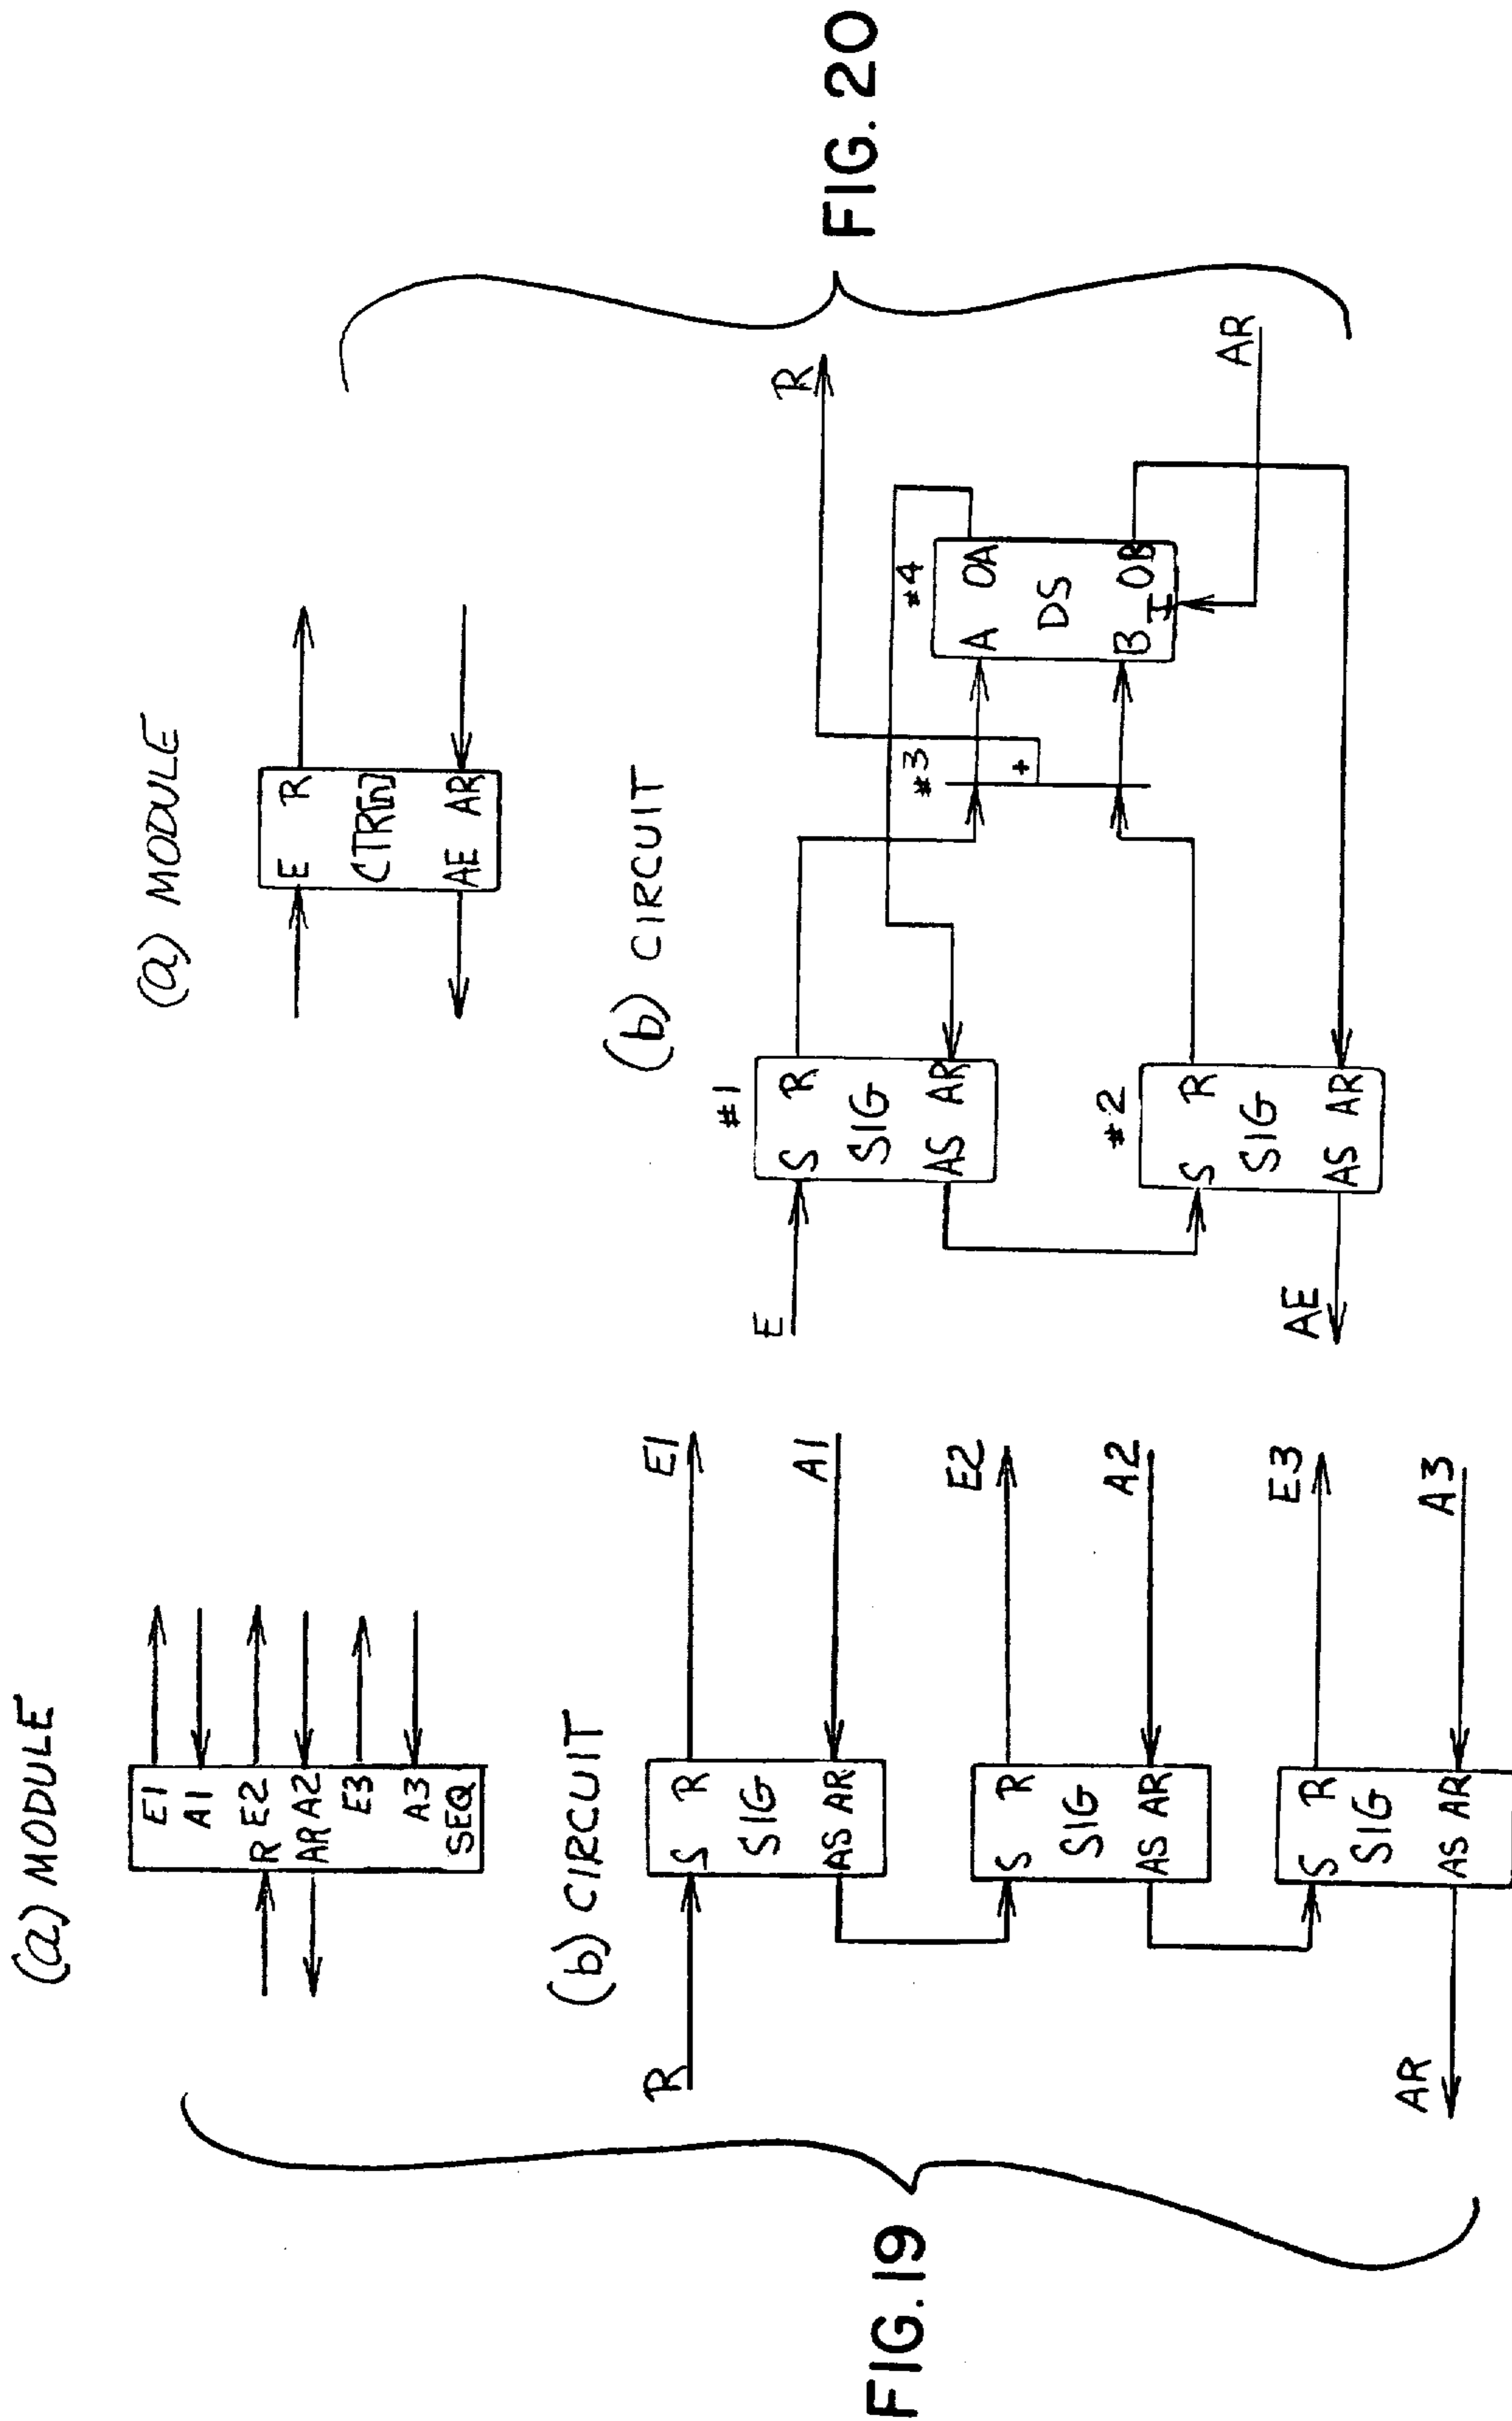 FIG. 19
(a) MODULE
E1
A1
R E2
AR A2
E3
A3
SEQ
(b) CIRCUIT
R
E1
S R
SIG
AS AR
A1
E2
S R
SIG
AS AR
A2
E3
S R
SIG
AS AR
A3
AR
FIG. 20
(a) MODULE
E R
CTR[n]
AE AR
(b) CIRCUIT
R
#1
E
S R
SIG
AS AR
#3
+
#4
A OA
DS
B I OB
#2
S R
SIG
AS AR
AE
AR